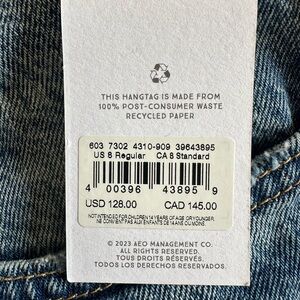 THIS HANGTAG IS MADE FROM
100% POST-CONSUMER WASTE
RECYCLED PAPER
603 7302 4310-909 39643895
US 8 Regular CA 8 Standard
4 00396 43895 9
USD 128.00 CAD 145.00
NOT INTENDED FOR CHILDREN 14 YEARS OF AGE OR YOUNGER.
NE CONVIENT PAS AUX ENFANTS DE 14 ANS OU MOINS.
© 2023 AEO MANAGEMENT CO.
ALL RIGHTS RESERVED.
TOUS DROITS RÉSERVÉS.
TODOS LOS DERECHOS RESERVADOS.